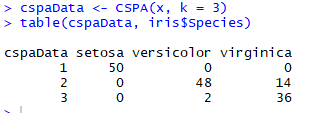 > cspaData <- CSPA(x, k = 3)
> table(cspaData, iris$Species)
cspaData setosa versicolor virginica
1 50 0 0
2 0 48 14
3 0 2 36
>